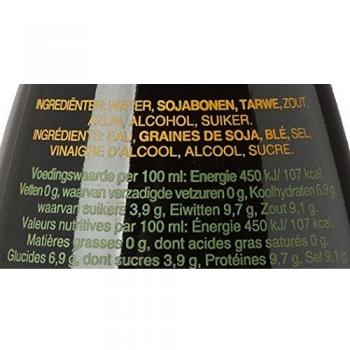 INGREDIËNTEN: WATER, SOJABONEN, TARWE, ZOUT,
AZIJN, ALCOHOL, SUIKER.
INGRÉDIENTS: EAU, GRAINES DE SOJA, BLÉ, SEL,
VINAIGRE D'ALCOOL, ALCOOL, SUCRE.
Voedingswaarde per 100 ml: Energie 450 kJ/ 107 kcal,
Vetten 0 g, waarvan verzadigde vetzuren 0 g, Koolhydraten 6,9 g,
waarvan suikers 3,9 g, Eiwitten 9,7 g, Zout 9,1 g.
Valeurs nutritives par 100 ml: Énergie 450 kJ/ 107 kcal,
Matières grasses 0 g, dont acides gras saturés 0 g,
Glucides 6,9 g, dont sucres 3,9 g, Protéines 9,7 g, Sel 9,1 g.